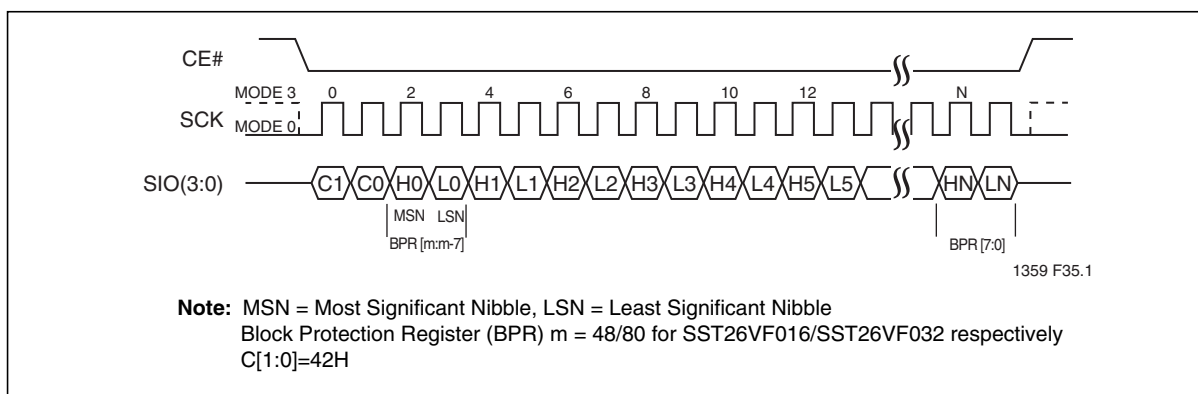 CE#
MODE 3 0 2 4 6 8 10 12 N
SCK
MODE 0
SIO(3:0) C1 C0 H0 L0 H1 L1 H2 L2 H3 L3 H4 L4 H5 L5 HN LN
MSN LSN
BPR [m:m-7] BPR [7:0]
1359 F35.1
Note: MSN = Most Significant Nibble, LSN = Least Significant Nibble
Block Protection Register (BPR) m = 48/80 for SST26VF016/SST26VF032 respectively
C[1:0]=42H